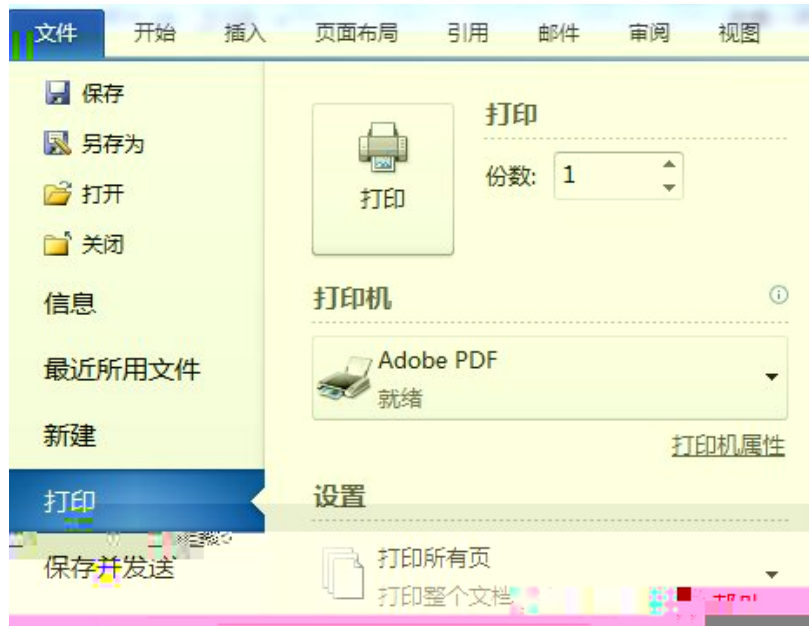 文件 开始 插入 页面布局 引用 邮件 审阅 视图
保存
另存为
打开
关闭
信息
最近所用文件
新建
打印
保存并发送
打印
打印
份数: 1
打印机
Adobe PDF
就绪
打印机属性
设置
打印所有页
打印整个文档